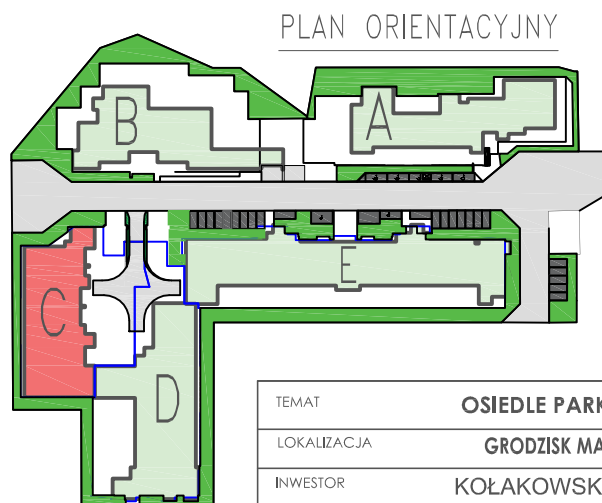 PLAN ORIENTACYJNY
B
A
E
C
D
TEMAT OSIEDLE PARK
LOKALIZACJA GRODZISK MA
INWESTOR KOŁAKOWSK